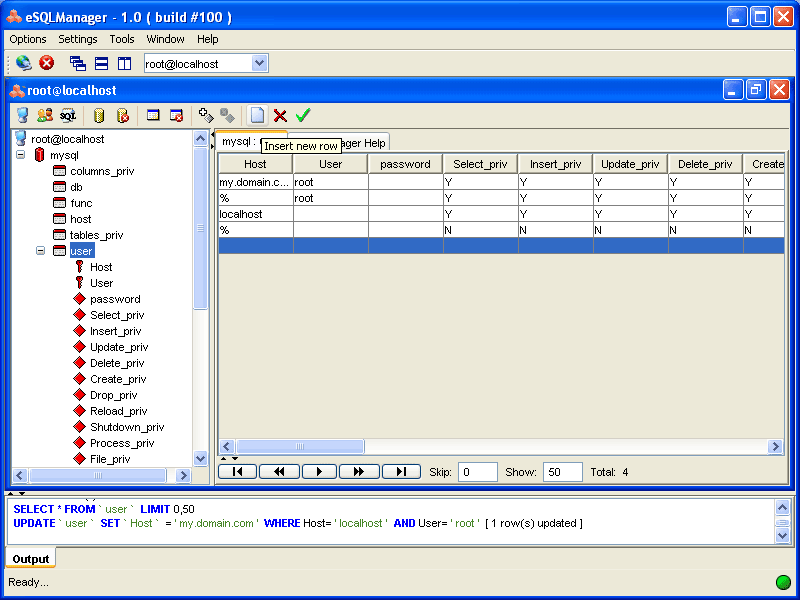 eSQLManager - 1.0 ( build #100 )
Options Settings Tools Window Help
root@localhost
root@localhost
SQL
root@localhost
mysql
columns_priv
db
func
host
tables_priv
user
Host
User
password
Select_priv
Insert_priv
Update_priv
Delete_priv
Create_priv
Drop_priv
Reload_priv
Shutdown_priv
Process_priv
File_priv
mysql : ager Help
Insert new row
Host User password Select_priv Insert_priv Update_priv Delete_priv Create
my.domain.c... root Y Y Y Y Y
% root Y Y Y Y Y
localhost Y Y Y Y Y
% N N N N N
Skip: 0 Show: 50 Total: 4
SELECT * FROM ` user ` LIMIT 0,50
UPDATE ` user ` SET ` Host ` = ' my.domain.com ' WHERE Host= ' localhost ' AND User= ' root ' [ 1 row(s) updated ]
Output
Ready...